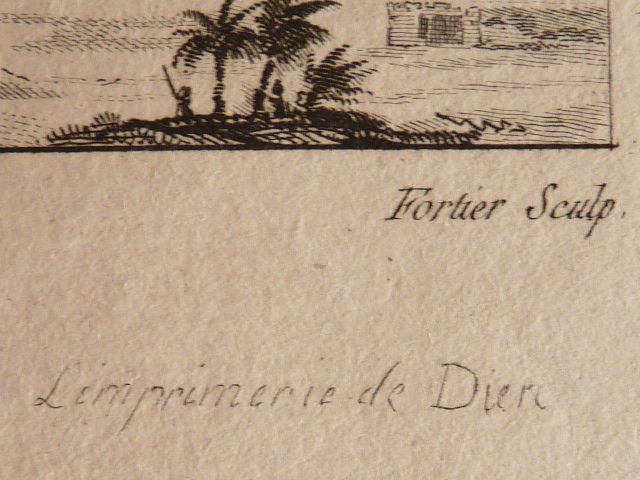 Fortier Sculp.
L'imprimerie de Dien